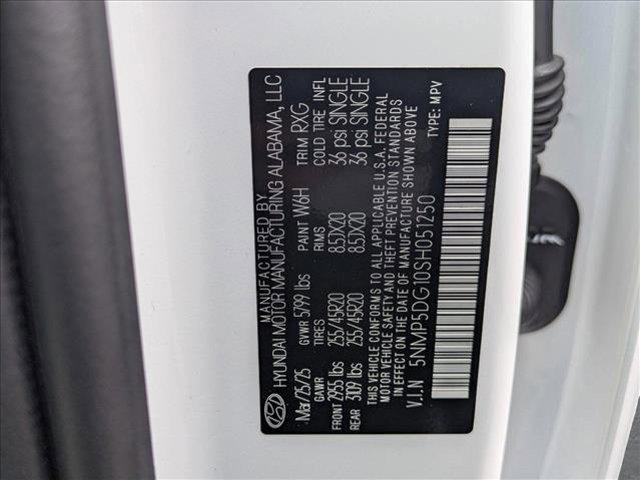 MANUFACTURED BY
HYUNDAI MOTOR MANUFACTURING ALABAMA, LLC
Mar/25/25 GVWR 5799 lbs PAINT W6H TRIM RXG
GAWR TIRES RIMS COLD TIRE INFL
FRONT 2955 lbs 255/45R20 8.5JX20 36 psi SINGLE
REAR 3109 lbs 255/45R20 8.5JX20 36 psi SINGLE
THIS VEHICLE CONFORMS TO ALL APPLICABLE U.S.A. FEDERAL
MOTOR VEHICLE SAFETY AND THEFT PREVENTION STANDARDS
IN EFFECT ON THE DATE OF MANUFACTURE SHOWN ABOVE
V.I.N 5NMP5DG10SH051250 TYPE: MPV